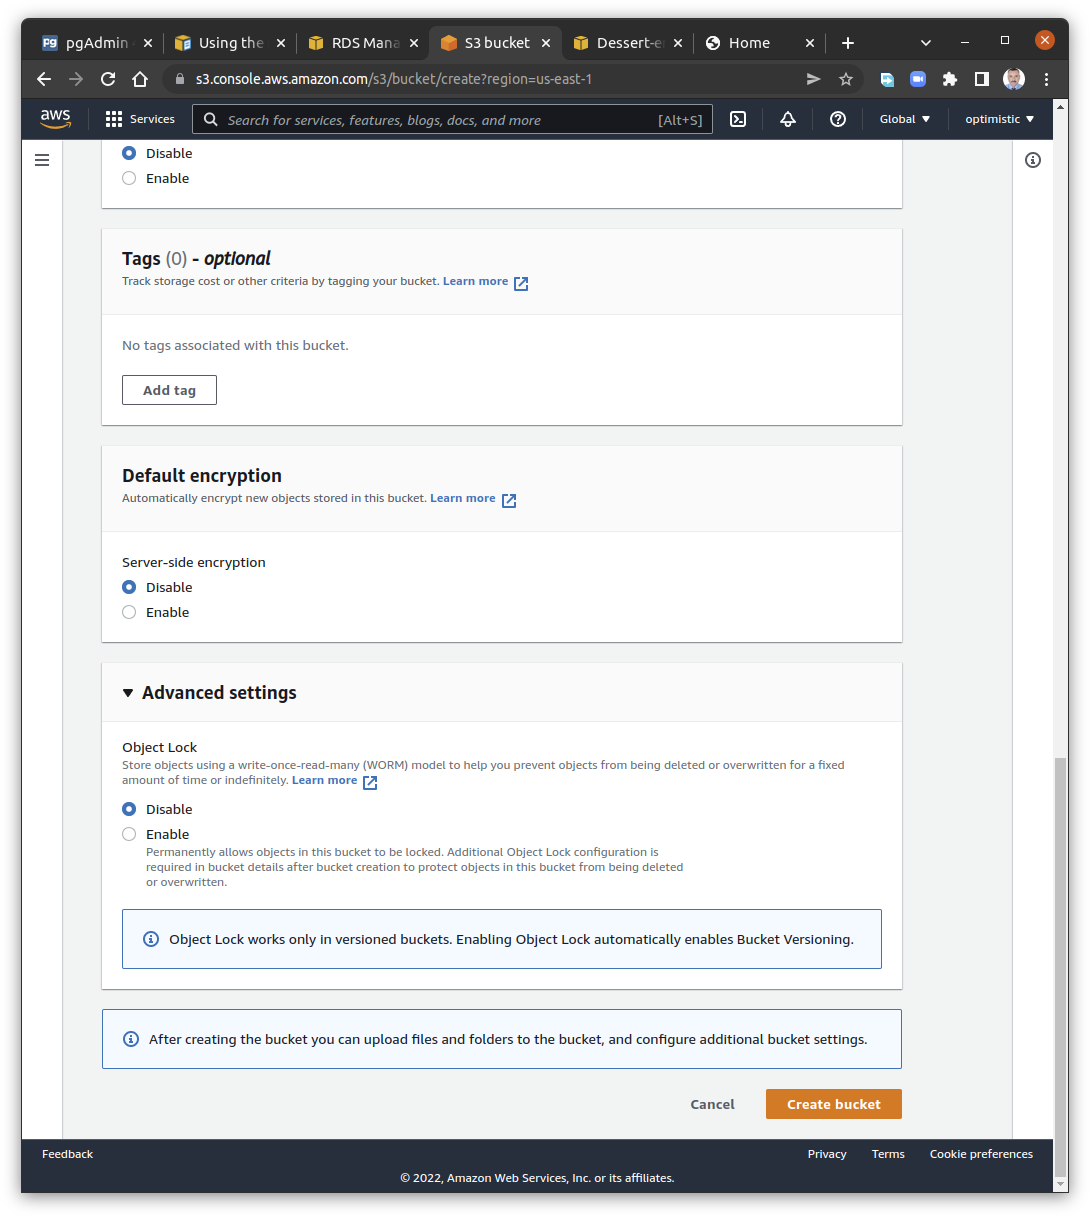 pgAdmin
Using the
RDS Mana
S3 bucket
Dessert-e
Home
s3.console.aws.amazon.com/s3/bucket/create?region=us-east-1
aws
Services
Search for services, features, blogs, docs, and more
[Alt+S]
Global
optimistic
Disable
Enable
Tags (0) - optional
Track storage cost or other criteria by tagging your bucket. Learn more
No tags associated with this bucket.
Add tag
Default encryption
Automatically encrypt new objects stored in this bucket. Learn more
Server-side encryption
Disable
Enable
Advanced settings
Object Lock
Store objects using a write-once-read-many (WORM) model to help you prevent objects from being deleted or overwritten for a fixed
amount of time or indefinitely. Learn more
Disable
Enable
Permanently allows objects in this bucket to be locked. Additional Object Lock configuration is
required in bucket details after bucket creation to protect objects in this bucket from being deleted
or overwritten.
Object Lock works only in versioned buckets. Enabling Object Lock automatically enables Bucket Versioning.
After creating the bucket you can upload files and folders to the bucket, and configure additional bucket settings.
Cancel
Create bucket
Feedback
Privacy
Terms
Cookie preferences
© 2022, Amazon Web Services, Inc. or its affiliates.